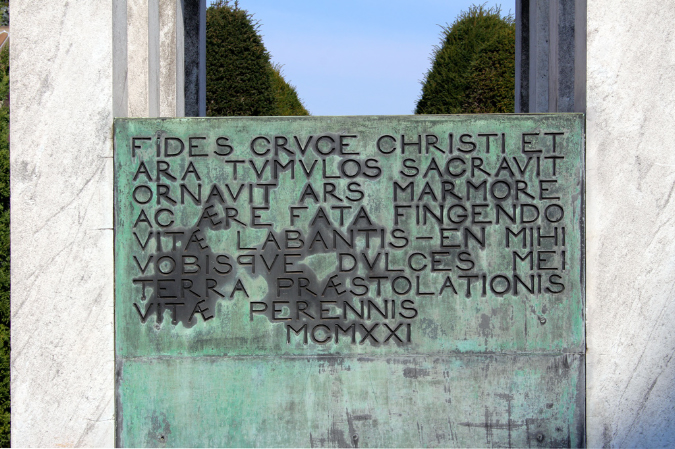 FIDES CRVCE CHRISTI ET
ARA TVMVLOS SACRAVIT
ORNAVIT ARS MARMORE
AC ÆRE FATA FINGENDO
VITÆ LABANTIS – EN MIHI
VOBISQVE DVLCES MEI
TERRA PRÆSTOLATIONIS
VITÆ PERENNIS
MCMXXI